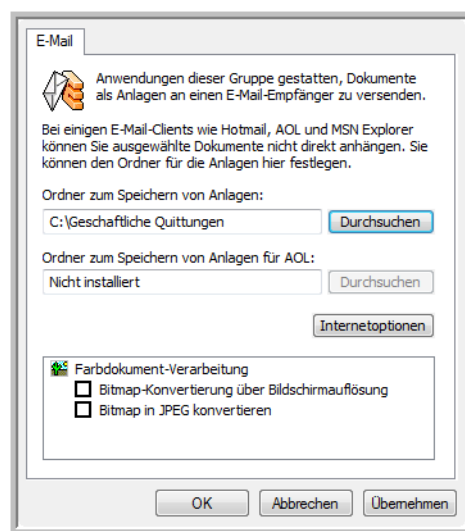 E-Mail
Anwendungen dieser Gruppe gestatten, Dokumente
als Anlagen an einen E-Mail-Empfänger zu versenden.
Bei einigen E-Mail-Clients wie Hotmail, AOL und MSN Explorer
können Sie ausgewählte Dokumente nicht direkt anhängen. Sie
können den Ordner für die Anlagen hier festlegen.
Ordner zum Speichern von Anlagen:
C:\Geschaftliche Quittungen Durchsuchen
Ordner zum Speichern von Anlagen für AOL:
Nicht installiert Durchsuchen
Internetoptionen
Farbdokument-Verarbeitung
Bitmap-Konvertierung über Bildschirmauflösung
Bitmap in JPEG konvertieren
OK Abbrechen Übernehmen